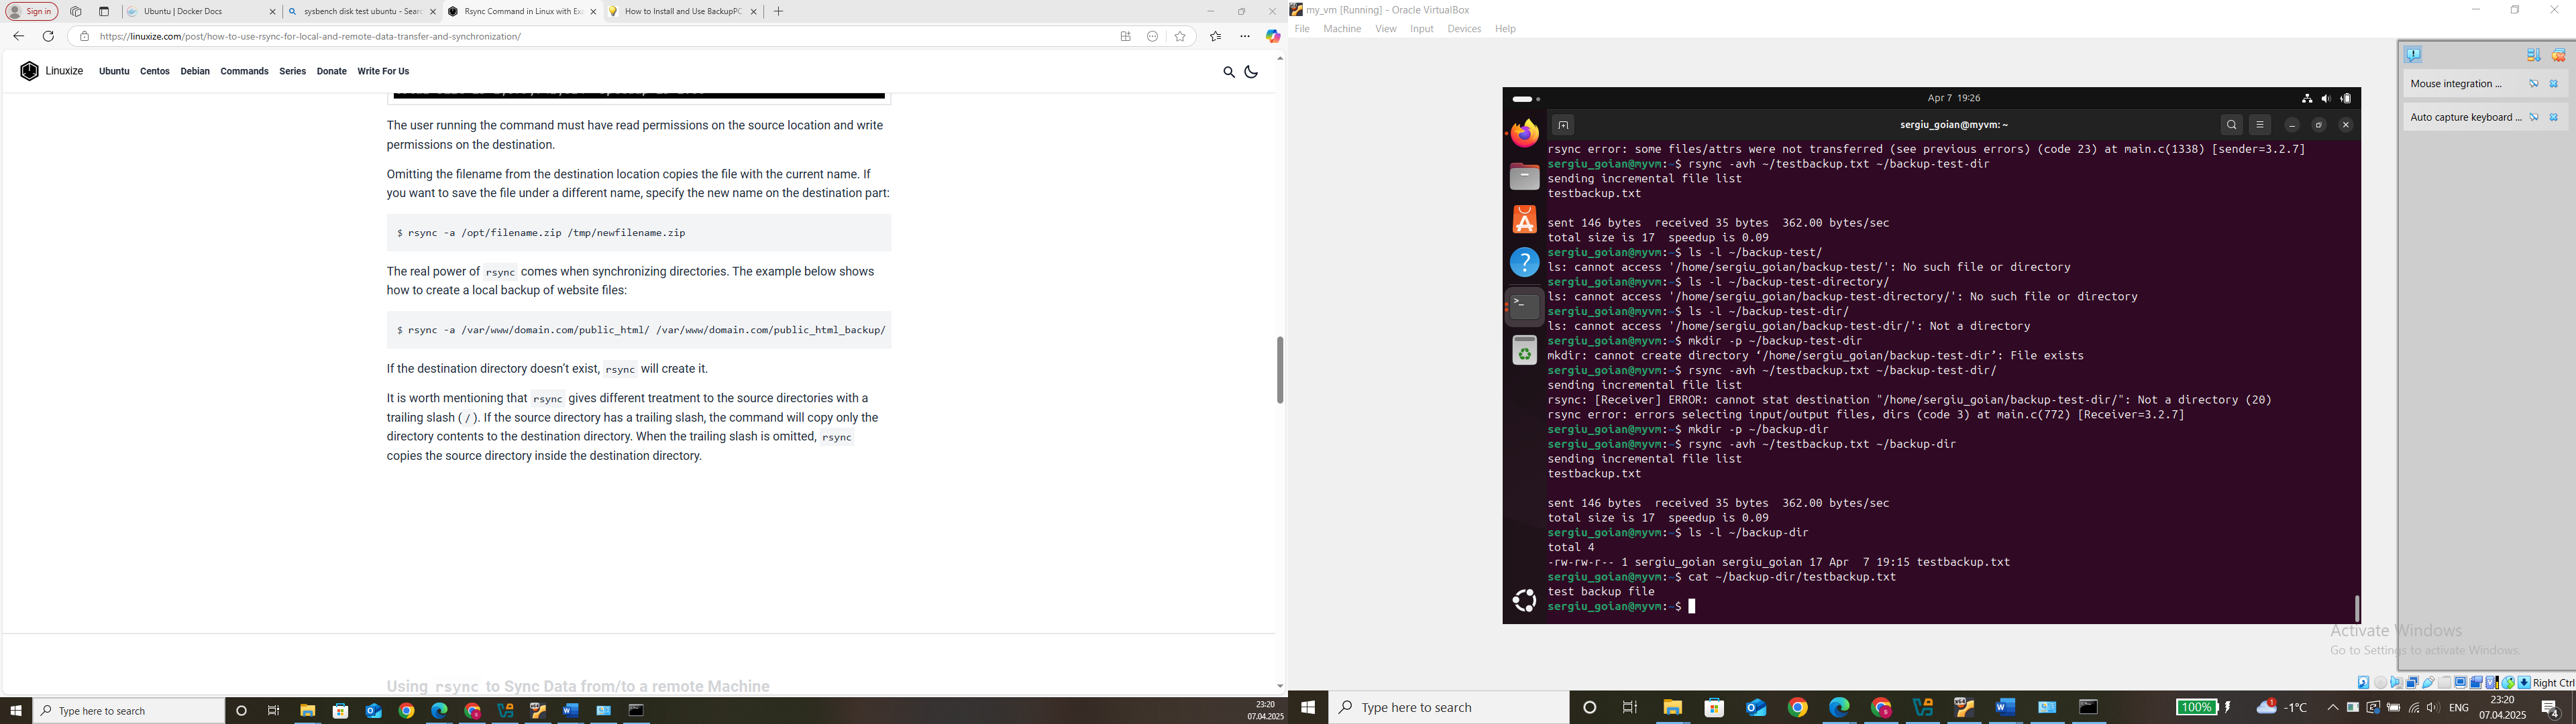 Sign in
Ubuntu | Docker Docs
sysbench disk test ubuntu - Searc
Rsync Command in Linux with Exa
How to Install and Use BackupPC
https://linuxize.com/post/how-to-use-rsync-for-local-and-remote-data-transfer-and-synchronization/
Linuxize Ubuntu Centos Debian Commands Series Donate Write For Us
The user running the command must have read permissions on the source location and write
permissions on the destination.
Omitting the filename from the destination location copies the file with the current name. If
you want to save the file under a different name, specify the new name on the destination part:
$ rsync -a /opt/filename.zip /tmp/newfilename.zip
The real power of rsync comes when synchronizing directories. The example below shows
how to create a local backup of website files:
$ rsync -a /var/www/domain.com/public_html/ /var/www/domain.com/public_html_backup/
If the destination directory doesn't exist, rsync will create it.
It is worth mentioning that rsync gives different treatment to the source directories with a
trailing slash ( / ). If the source directory has a trailing slash, the command will copy only the
directory contents to the destination directory. When the trailing slash is omitted, rsync
copies the source directory inside the destination directory.
Using rsync to Sync Data from/to a remote Machine
Type here to search
23:20
07.04.2025
my_vm [Running] - Oracle VirtualBox
File Machine View Input Devices Help
Mouse integration ...
Auto capture keyboard ...
Apr 7 19:26
sergiu_goian@myvm: ~
rsync error: some files/attrs were not transferred (see previous errors) (code 23) at main.c(1338) [sender=3.2.7]
sergiu_goian@myvm:~$ rsync -avh ~/testbackup.txt ~/backup-test-dir
sending incremental file list
testbackup.txt
sent 146 bytes  received 35 bytes  362.00 bytes/sec
total size is 17  speedup is 0.09
sergiu_goian@myvm:~$ ls -l ~/backup-test/
ls: cannot access '/home/sergiu_goian/backup-test/': No such file or directory
sergiu_goian@myvm:~$ ls -l ~/backup-test-directory/
ls: cannot access '/home/sergiu_goian/backup-test-directory/': No such file or directory
sergiu_goian@myvm:~$ ls -l ~/backup-test-dir/
ls: cannot access '/home/sergiu_goian/backup-test-dir/': Not a directory
sergiu_goian@myvm:~$ mkdir -p ~/backup-test-dir
mkdir: cannot create directory ‘/home/sergiu_goian/backup-test-dir’: File exists
sergiu_goian@myvm:~$ rsync -avh ~/testbackup.txt ~/backup-test-dir/
sending incremental file list
rsync: [Receiver] ERROR: cannot stat destination "/home/sergiu_goian/backup-test-dir/": Not a directory (20)
rsync error: errors selecting input/output files, dirs (code 3) at main.c(772) [Receiver=3.2.7]
sergiu_goian@myvm:~$ mkdir -p ~/backup-dir
sergiu_goian@myvm:~$ rsync -avh ~/testbackup.txt ~/backup-dir
sending incremental file list
testbackup.txt
sent 146 bytes  received 35 bytes  362.00 bytes/sec
total size is 17  speedup is 0.09
sergiu_goian@myvm:~$ ls -l ~/backup-dir
total 4
-rw-rw-r-- 1 sergiu_goian sergiu_goian 17 Apr  7 19:15 testbackup.txt
sergiu_goian@myvm:~$ cat ~/backup-dir/testbackup.txt
test backup file
sergiu_goian@myvm:~$
Activate Windows
Go to Settings to activate Windows.
Right Ctrl
Type here to search
100%
-1°C
ENG
23:20
07.04.2025
4